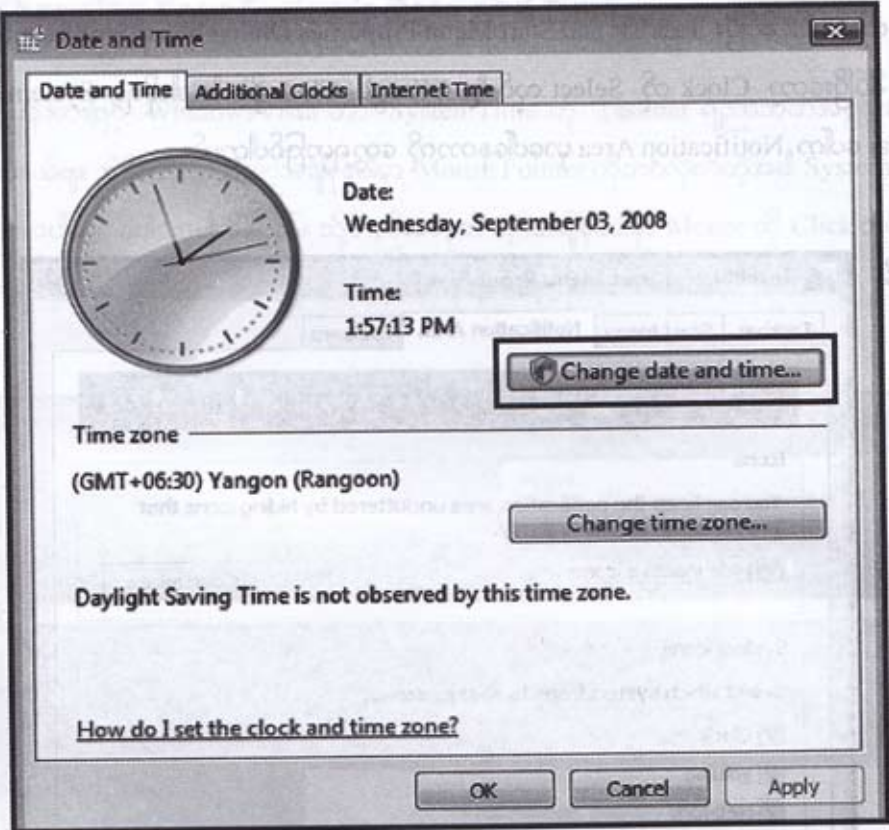 Date and Time
Date and Time Additional Clocks Internet Time
Date:
Wednesday, September 03, 2008
Time:
1:57:13 PM
Change date and time...
Time zone
(GMT+06:30) Yangon (Rangoon)
Change time zone...
Daylight Saving Time is not observed by this time zone.
How do I set the clock and time zone?
OK Cancel Apply